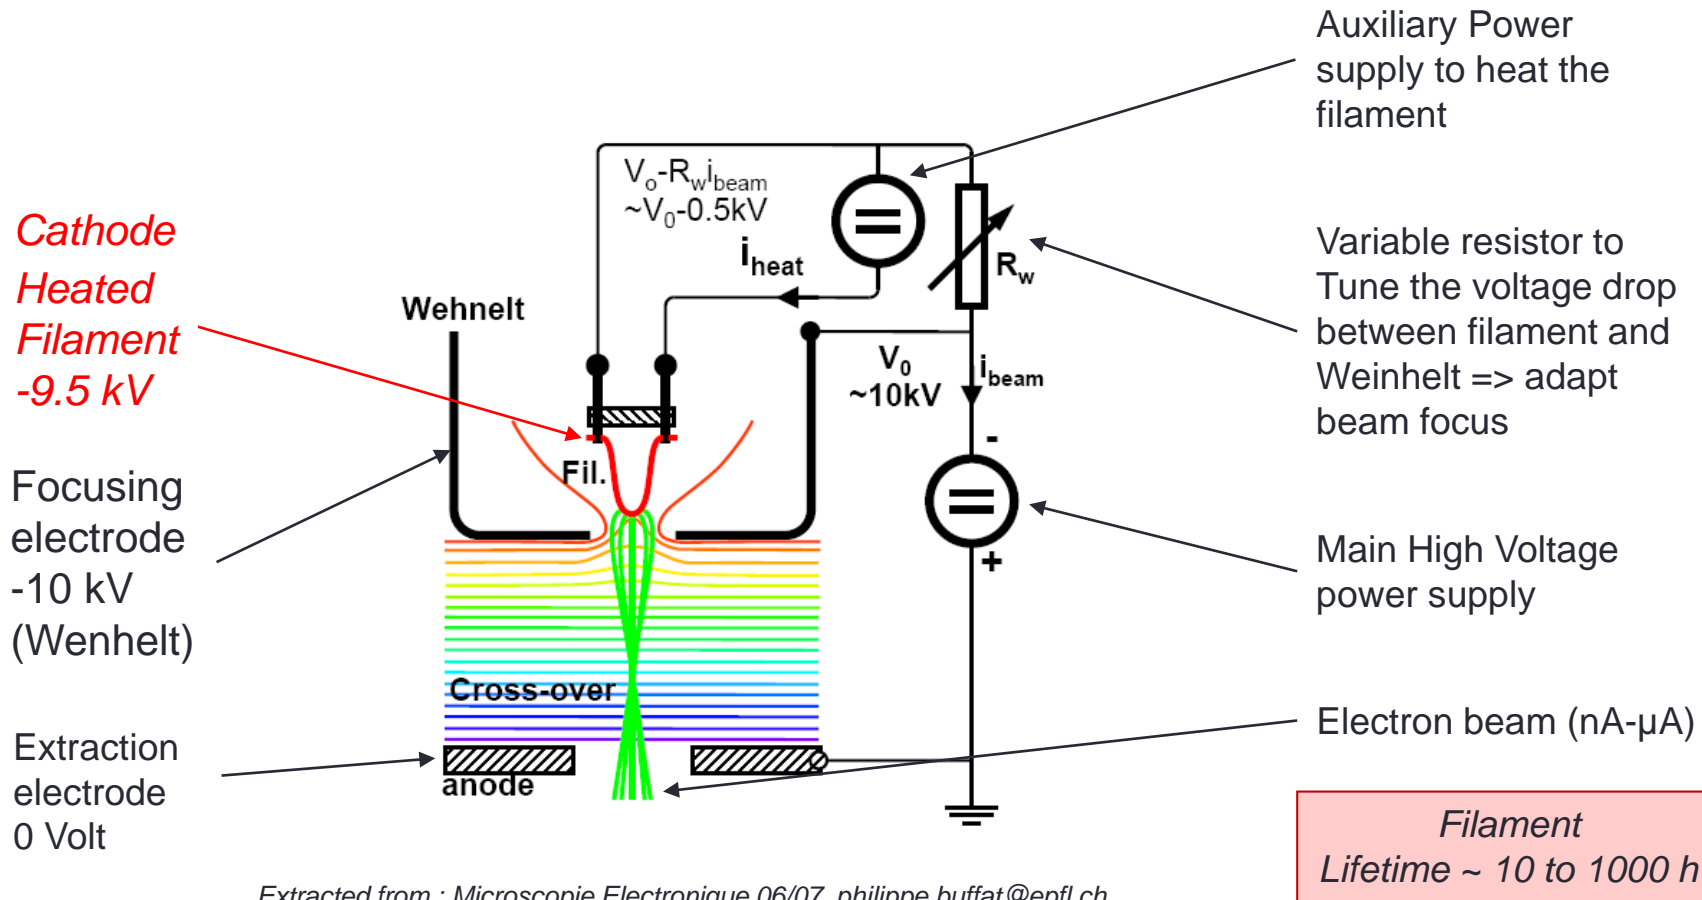 Auxiliary Power
supply to heat the
filament
Vo-Rwibeam
~V0-0.5kV
iheat
Rw
Cathode
Heated
Filament
-9.5 kV
Variable resistor to
Tune the voltage drop
between filament and
Weinhelt => adapt
beam focus
Wehnelt
V0
~10kV
ibeam
-
+
Fil.
Focusing
electrode
-10 kV
(Wenhelt)
Main High Voltage
power supply
Cross-over
Electron beam (nA-µA)
Extraction
electrode
0 Volt
anode
Filament
Lifetime ~ 10 to 1000 h
Extracted from : Microscopie Electronique 06/07, philippe.buffat@epfl.ch